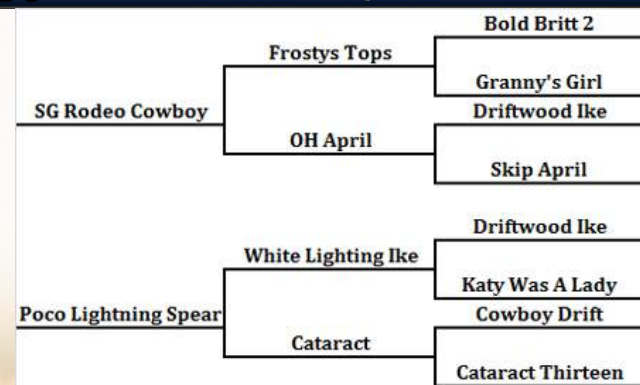 Bold Britt 2
Frostys Tops
Granny's Girl
SG Rodeo Cowboy
Driftwood Ike
OH April
Skip April
Driftwood Ike
White Lighting Ike
Katy Was A Lady
Poco Lightning Spear
Cowboy Drift
Cataract
Cataract Thirteen